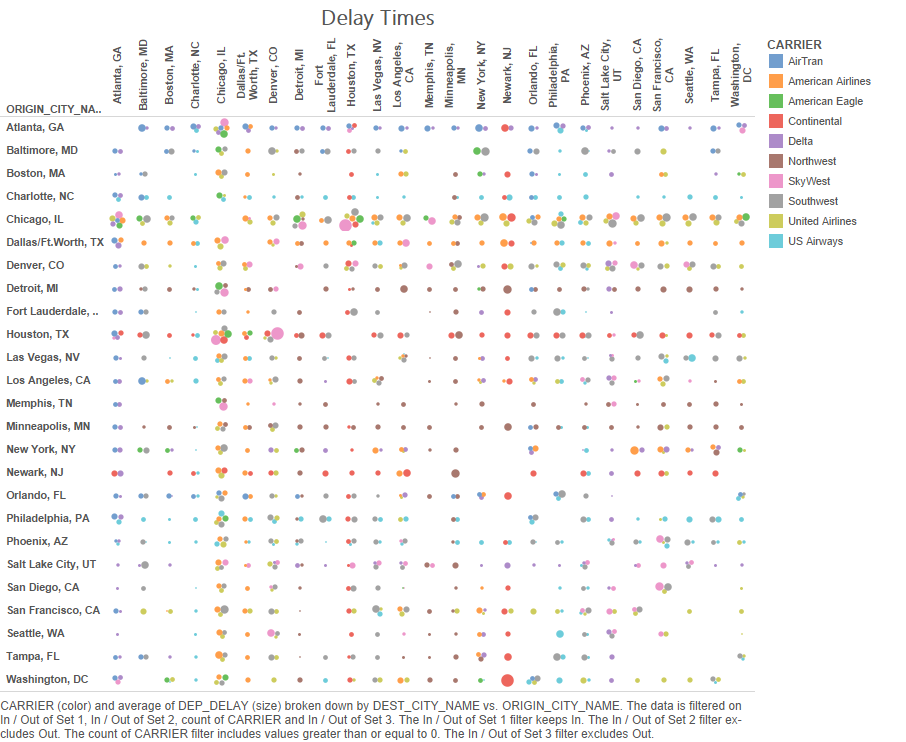 Delay Times
ORIGIN_CITY_NA..
Atlanta, GA
Baltimore, MD
Boston, MA
Charlotte, NC
Chicago, IL
Dallas/Ft.
Worth, TX
Denver, CO
Detroit, MI
Fort
Lauderdale, FL
Houston, TX
Las Vegas, NV
Los Angeles,
CA
Memphis, TN
Minneapolis,
MN
New York, NY
Newark, NJ
Orlando, FL
Philadelphia,
PA
Phoenix, AZ
Salt Lake City,
UT
San Diego, CA
San Francisco,
CA
Seattle, WA
Tampa, FL
Washington,
DC
Atlanta, GA
Baltimore, MD
Boston, MA
Charlotte, NC
Chicago, IL
Dallas/Ft.Worth, TX
Denver, CO
Detroit, MI
Fort Lauderdale, ..
Houston, TX
Las Vegas, NV
Los Angeles, CA
Memphis, TN
Minneapolis, MN
New York, NY
Newark, NJ
Orlando, FL
Philadelphia, PA
Phoenix, AZ
Salt Lake City, UT
San Diego, CA
San Francisco, CA
Seattle, WA
Tampa, FL
Washington, DC
CARRIER
AirTran
American Airlines
American Eagle
Continental
Delta
Northwest
SkyWest
Southwest
United Airlines
US Airways
CARRIER (color) and average of DEP_DELAY (size) broken down by DEST_CITY_NAME vs. ORIGIN_CITY_NAME. The data is filtered on
In / Out of Set 1, In / Out of Set 2, count of CARRIER and In / Out of Set 3. The In / Out of Set 1 filter keeps In. The In / Out of Set 2 filter ex-
cludes Out. The count of CARRIER filter includes values greater than or equal to 0. The In / Out of Set 3 filter excludes Out.